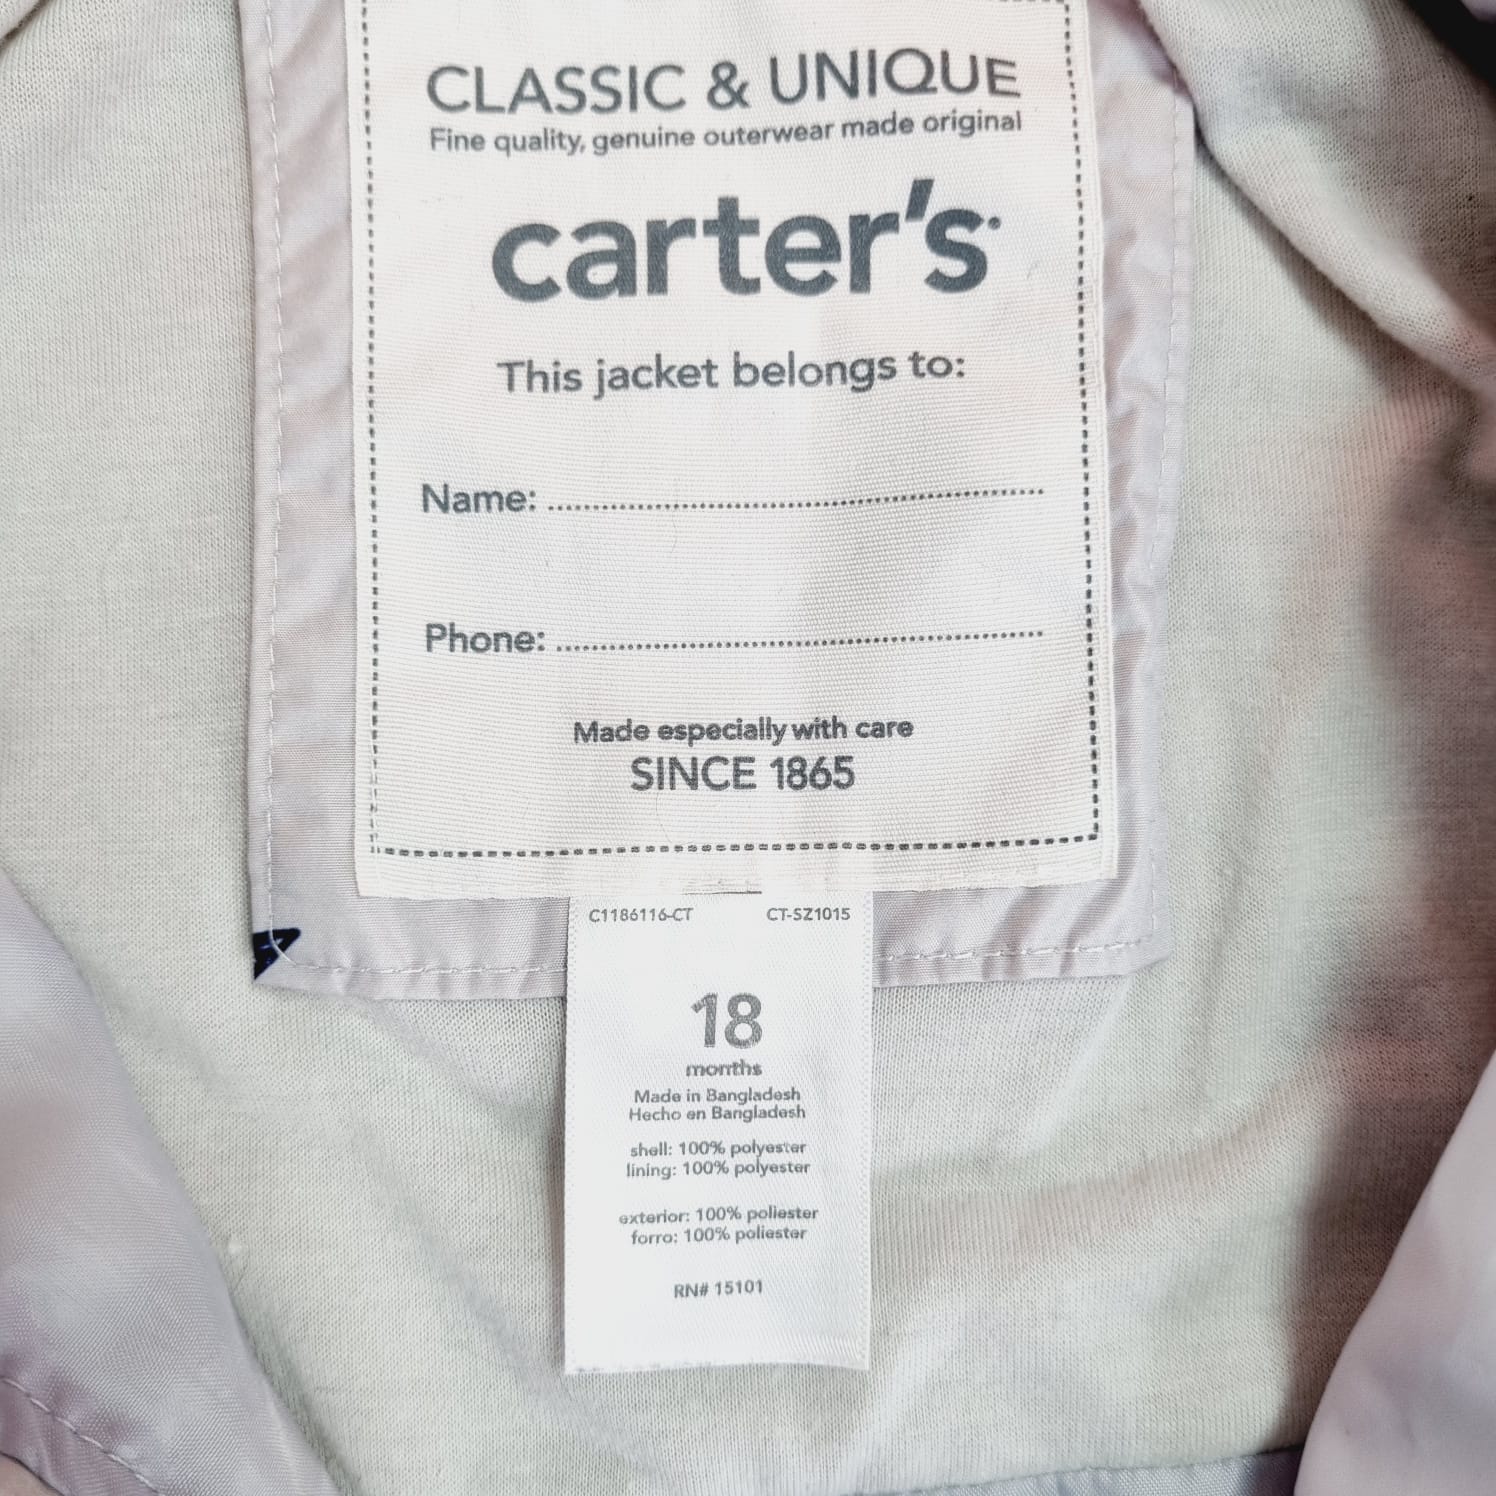 CLASSIC & UNIQUE
Fine quality, genuine outerwear made original
carter's
This jacket belongs to:
Name:
Phone:
Made especially with care
SINCE 1865
C1186116-CT CT-SZ1015
18
months
Made in Bangladesh
Hecho en Bangladesh
shell: 100% polyester
lining: 100% polyester
exterior: 100% poliester
forro: 100% poliester
RN# 15101